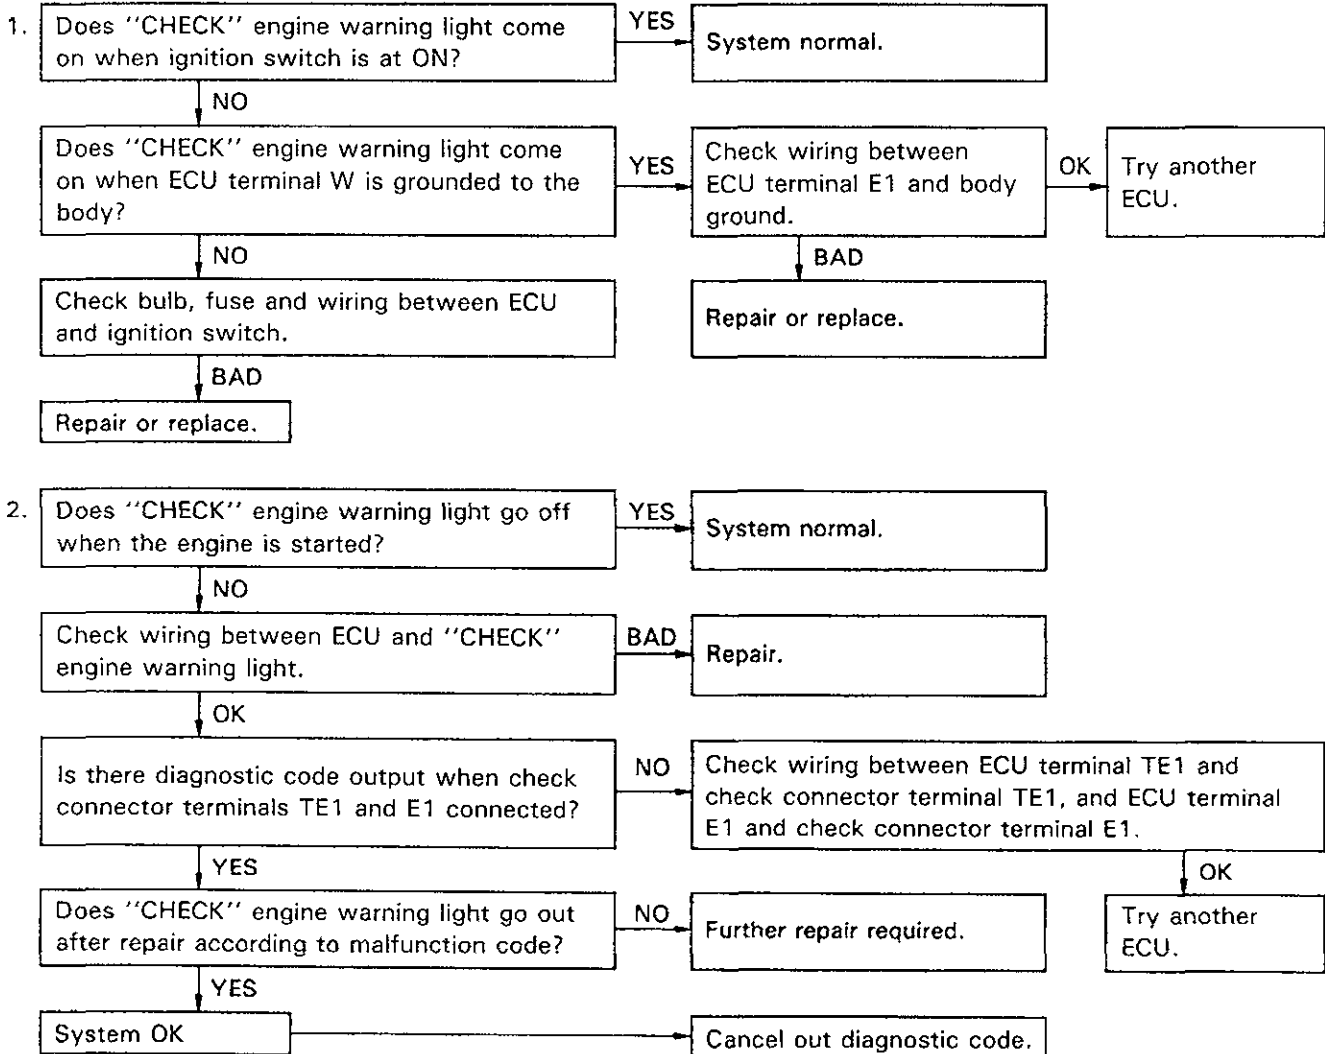 1.
Does "CHECK" engine warning light come
on when ignition switch is at ON?
YES
System normal.
NO
Does "CHECK" engine warning light come
on when ECU terminal W is grounded to the
body?
YES
Check wiring between
ECU terminal E1 and body
ground.
OK
Try another
ECU.
NO
BAD
Check bulb, fuse and wiring between ECU
and ignition switch.
Repair or replace.
BAD
Repair or replace.
2.
Does "CHECK" engine warning light go off
when the engine is started?
YES
System normal.
NO
Check wiring between ECU and "CHECK"
engine warning light.
BAD
Repair.
OK
Is there diagnostic code output when check
connector terminals TE1 and E1 connected?
NO
Check wiring between ECU terminal TE1 and
check connector terminal TE1, and ECU terminal
E1 and check connector terminal E1.
YES
OK
Does "CHECK" engine warning light go out
after repair according to malfunction code?
NO
Further repair required.
Try another
ECU.
YES
System OK
Cancel out diagnostic code.